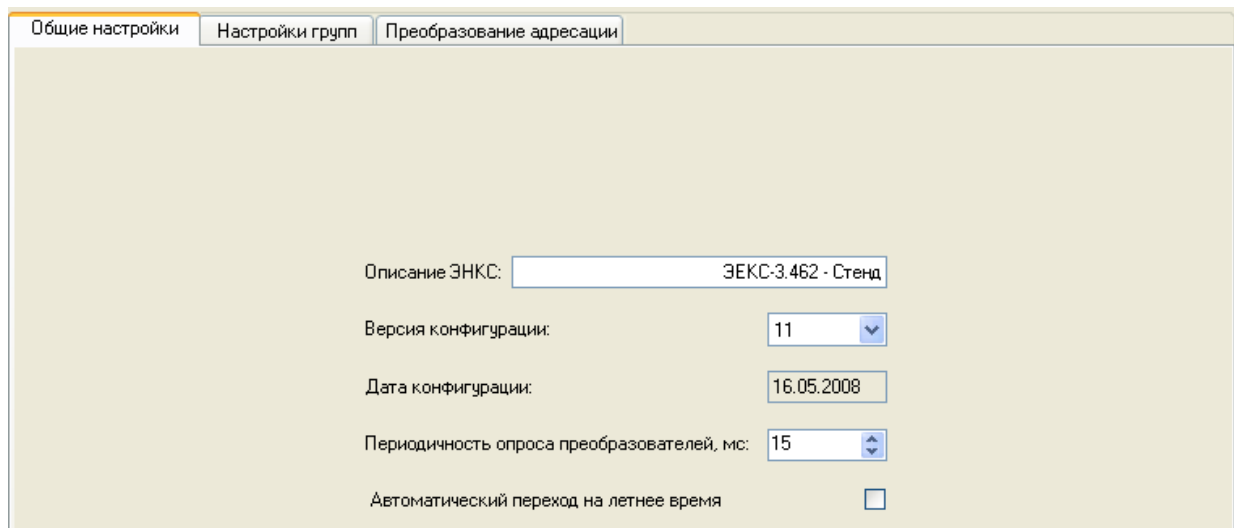 Общие настройки Настройки групп Преобразование адресации
Описание ЭНКС: ЭЕКС-3.462 - Стенд
Версия конфигурации: 11
Дата конфигурации: 16.05.2008
Периодичность опроса преобразователей, мс: 15
Автоматический переход на летнее время